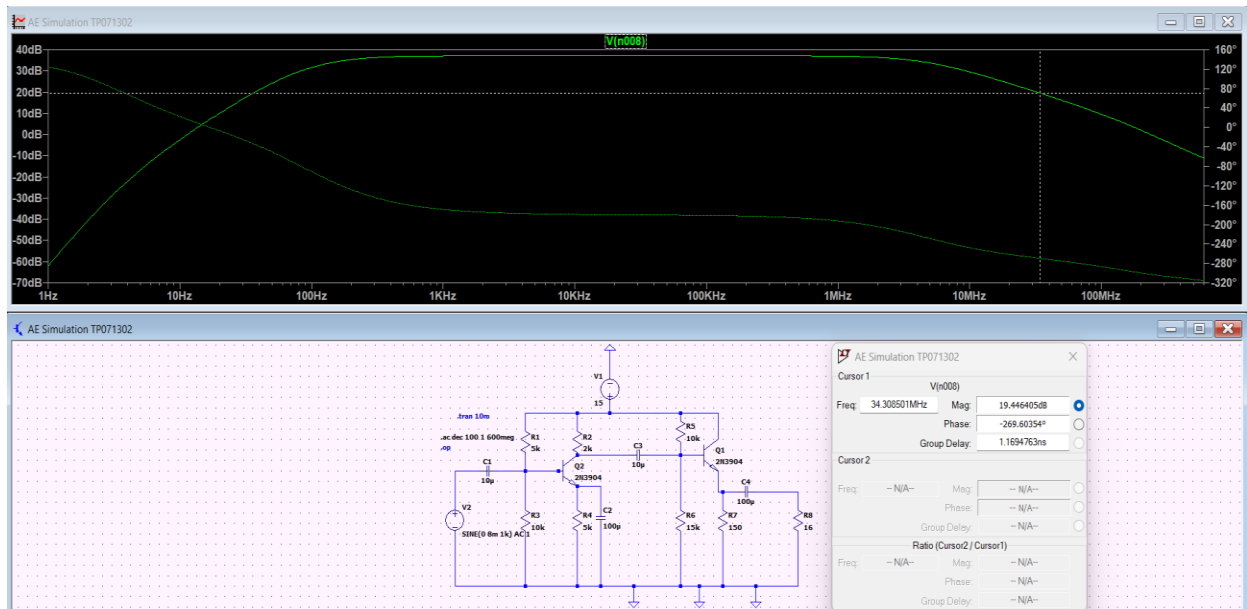 AE Simulation TP071302
V(n008)
40dB
30dB
20dB
10dB
0dB
-10dB
-20dB
-30dB
-40dB
-50dB
-60dB
-70dB
160°
120°
80°
40°
0°
-40°
-80°
-120°
-160°
-200°
-240°
-280°
-320°
1Hz 10Hz 100Hz 1KHz 10KHz 100KHz 1MHz 10MHz 100MHz
AE Simulation TP071302
V1
15
.tran 10m
.ac dec 100 1 600meg
.op
R1
5k
R2
2k
R5
10k
C1
10µ
Q2
2N3904
C3
10µ
Q1
2N3904
C4
100µ
V2
SINE(0 8m 1k) AC 1
R3
10k
R4
5k
C2
100µ
R6
15k
R7
150
R8
16
AE Simulation TP071302
Cursor 1
V(n008)
Freq: 34.308501MHz Mag: 19.446405dB
Phase: -269.60354°
Group Delay: 1.1694763ns
Cursor 2
Freq: -- N/A-- Mag: -- N/A--
Phase: -- N/A--
Group Delay: -- N/A--
Ratio (Cursor2 / Cursor1)
Freq: -- N/A-- Mag: -- N/A--
Phase: -- N/A--
Group Delay: -- N/A--